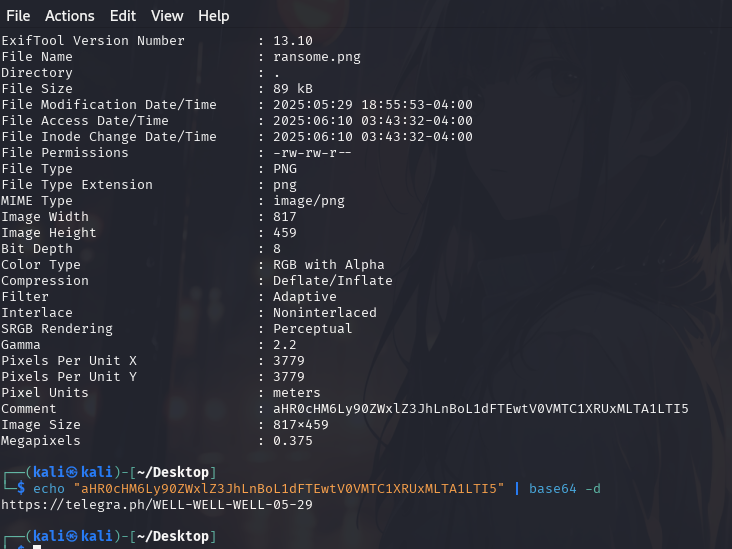 File Actions Edit View Help
ExifTool Version Number : 13.10
File Name : ransome.png
Directory : .
File Size : 89 kB
File Modification Date/Time : 2025:05:29 18:55:53-04:00
File Access Date/Time : 2025:06:10 03:43:32-04:00
File Inode Change Date/Time : 2025:06:10 03:43:32-04:00
File Permissions : -rw-rw-r--
File Type : PNG
File Type Extension : png
MIME Type : image/png
Image Width : 817
Image Height : 459
Bit Depth : 8
Color Type : RGB with Alpha
Compression : Deflate/Inflate
Filter : Adaptive
Interlace : Noninterlaced
SRGB Rendering : Perceptual
Gamma : 2.2
Pixels Per Unit X : 3779
Pixels Per Unit Y : 3779
Pixel Units : meters
Comment : aHR0cHM6Ly90ZWxlZ3JhLnBoL1dFTEwtV0VMTC1XRUxMLTA1LTI5
Image Size : 817×459
Megapixels : 0.375
┌──(kali㉿kali)-[~/Desktop]
└─$ echo "aHR0cHM6Ly90ZWxlZ3JhLnBoL1dFTEwtV0VMTC1XRUxMLTA1LTI5" | base64 -d
https://telegra.ph/WELL-WELL-WELL-05-29
┌──(kali㉿kali)-[~/Desktop]
└─$